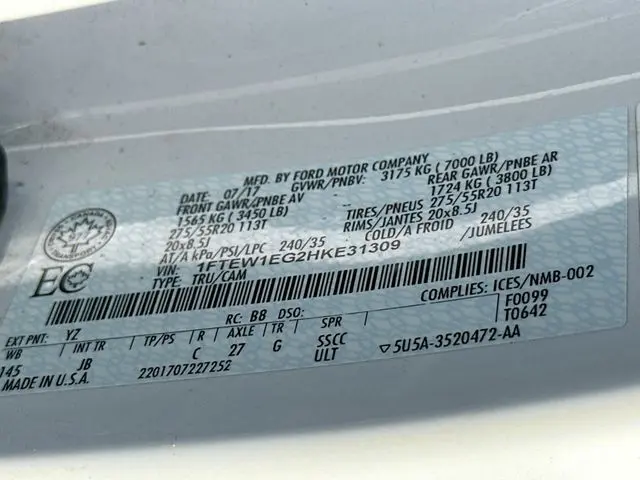 MFD. BY FORD MOTOR COMPANY
DATE: 07/17 GVWR/PNBV: 3175 KG ( 7000 LB)
FRONT GAWR/PNBE AV REAR GAWR/PNBE AR
1565 KG ( 3450 LB) 1724 KG ( 3800 LB)
275/55R20 113T TIRES/PNEUS 275/55R20 113T
20x8.5J RIMS/JANTES 20x8.5J
AT/A kPa/PSI/LPC 240/35 COLD/A FROID 240/35
VIN: 1FTEW1EG2HKE31309 /JUMELEES
TYPE: TRU/CAM
EC
RC: B8 DSO: COMPLIES: ICES/NMB-002
EXT PNT: YZ F0099
WB TP/PS R AXLE TR SPR T0642
145 JB C 27 G SSCC
MADE IN U.S.A. 2201707227252 ULT ▽5U5A-3520472-AA